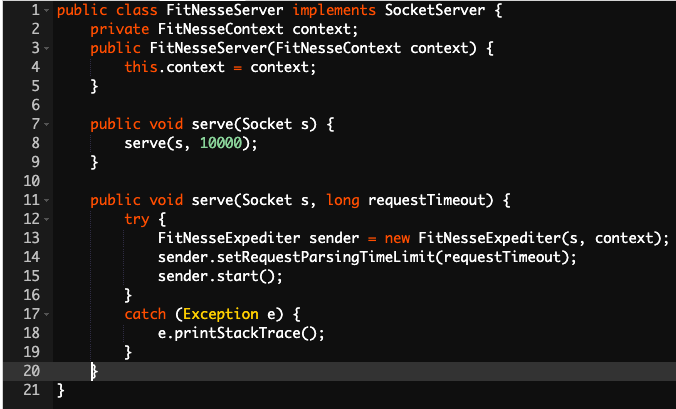 1 public class FitNesseServer implements SocketServer {
2     private FitNesseContext context;
3     public FitNesseServer(FitNesseContext context) {
4         this.context = context;
5     }
6
7     public void serve(Socket s) {
8         serve(s, 10000);
9     }
10
11     public void serve(Socket s, long requestTimeout) {
12         try {
13             FitNesseExpediter sender = new FitNesseExpediter(s, context);
14             sender.setRequestParsingTimeLimit(requestTimeout);
15             sender.start();
16         }
17         catch (Exception e) {
18             e.printStackTrace();
19         }
20     }
21 }